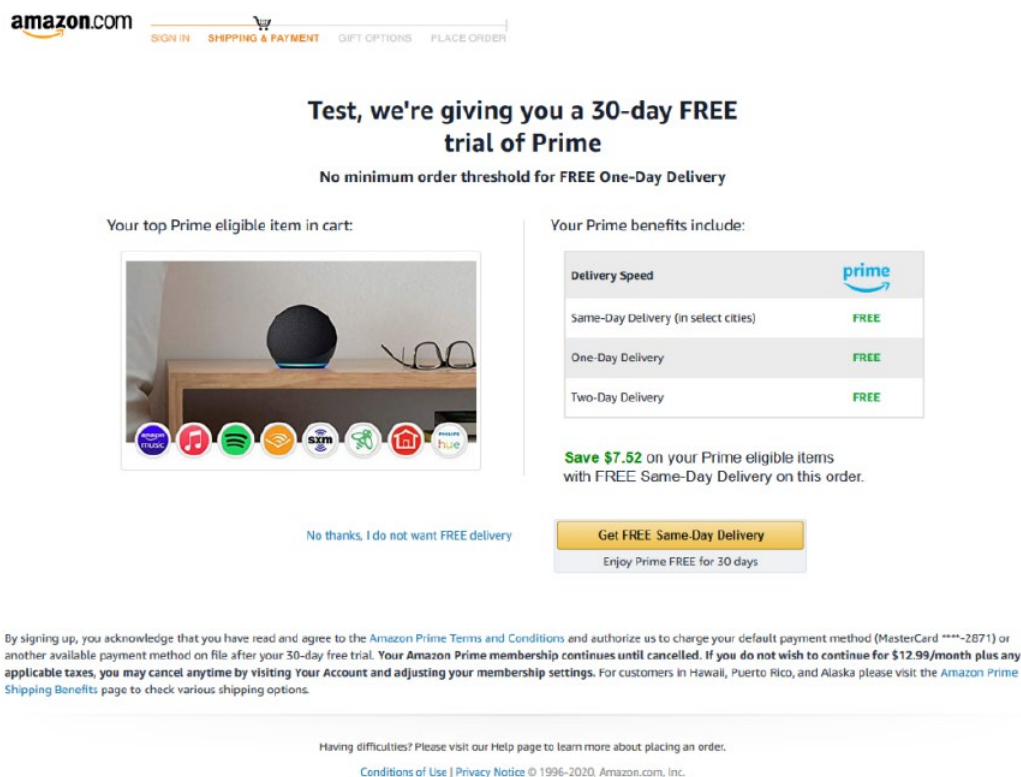 amazon.com
SIGN IN SHIPPING & PAYMENT GIFT OPTIONS PLACE ORDER
Test, we're giving you a 30-day FREE
trial of Prime
No minimum order threshold for FREE One-Day Delivery
Your top Prime eligible item in cart:
amazon music
sxm
PHILIPS hue
Your Prime benefits include:
Delivery Speed prime
Same-Day Delivery (in select cities) FREE
One-Day Delivery FREE
Two-Day Delivery FREE
Save $7.52 on your Prime eligible items
with FREE Same-Day Delivery on this order.
No thanks, I do not want FREE delivery
Get FREE Same-Day Delivery
Enjoy Prime FREE for 30 days
By signing up, you acknowledge that you have read and agree to the Amazon Prime Terms and Conditions and authorize us to charge your default payment method (MasterCard ****-2871) or
another available payment method on file after your 30-day free trial. Your Amazon Prime membership continues until cancelled. If you do not wish to continue for $12.99/month plus any
applicable taxes, you may cancel anytime by visiting Your Account and adjusting your membership settings. For customers in Hawaii, Puerto Rico, and Alaska please visit the Amazon Prime
Shipping Benefits page to check various shipping options.
Having difficulties? Please visit our Help page to learn more about placing an order.
Conditions of Use | Privacy Notice © 1996-2020, Amazon.com, Inc.